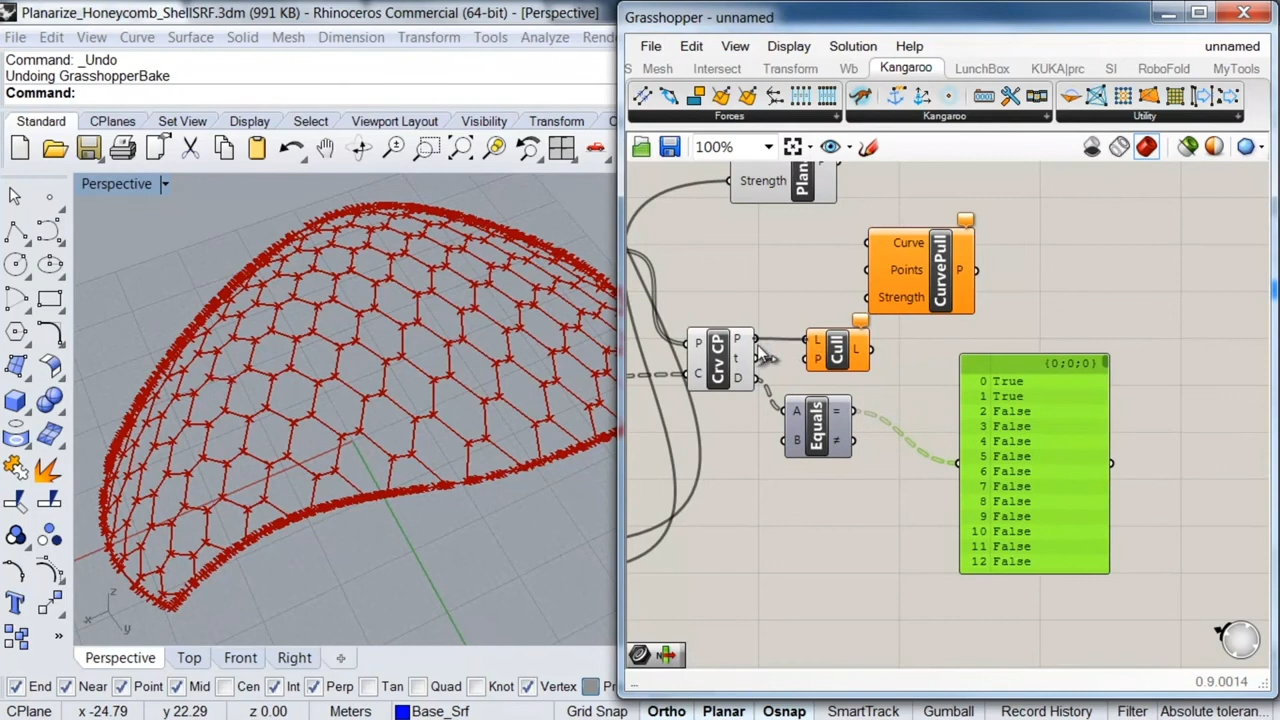 Planarize_Honeycomb_ShellSRF.3dm (991 KB) - Rhinoceros Commercial (64-bit) - [Perspective]
File Edit View Curve Surface Solid Mesh Dimension Transform Tools Analyze
Command: _Undo
Undoing GrasshopperBake
Command:
Standard CPlanes Set View Display Select Viewport Layout Visibility Transform
Perspective
z
x
y
Perspective Top Front Right
End Near Point Mid Cen Int Perp Tan Quad Knot Vertex
CPlane x -24.79 y 22.29 z 0.00 Meters Base_Srf Grid Snap Ortho Planar Osnap SmartTrack Gumball Record History Filter Absolute toleran...
Grasshopper - unnamed
File Edit View Display Solution Help unnamed
S Mesh Intersect Transform Wb Kangaroo LunchBox KUKA|prc SI RoboFold MyTools
Forces Kangaroo Utility
100%
Strength
Plan
Curve
Points
Strength
CurvePull
P
P
C
Crv CP
P
t
D
L
P
Cull
L
A
B
Equals
=
≠
{0;0;0}
0 True
1 True
2 False
3 False
4 False
5 False
6 False
7 False
8 False
9 False
10 False
11 False
12 False
0.9.0014